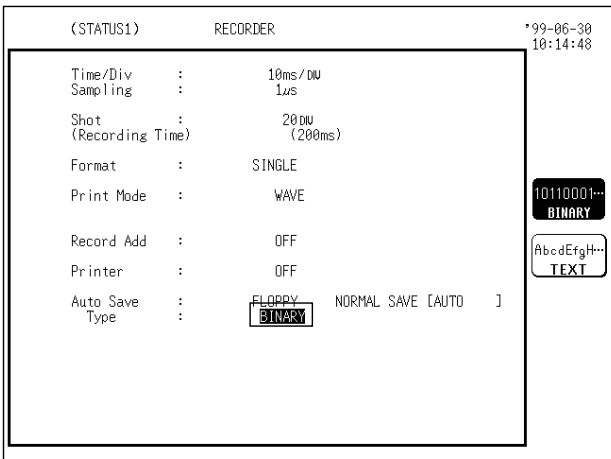 (STATUS1) RECORDER '99-06-30
10:14:48
Time/Div : 10ms/DIV
Sampling : 1μs
Shot : 20DIV
(Recording Time) (200ms)
Format : SINGLE
Print Mode : WAVE
Record Add : OFF
Printer : OFF
Auto Save : FLOPPY NORMAL SAVE [AUTO ]
Type : BINARY
10110001…
BINARY
AbcdEfgH…
TEXT